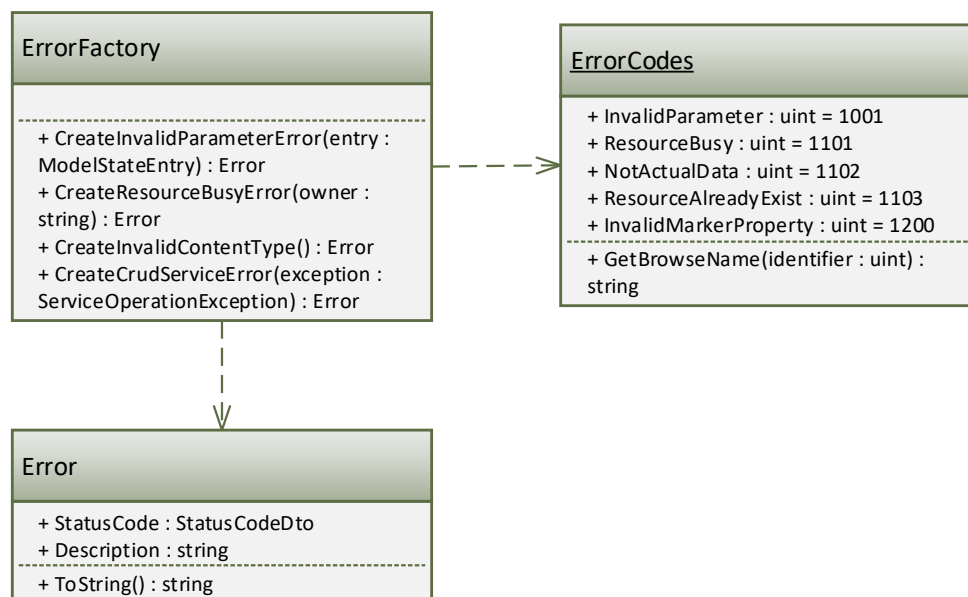 ErrorFactory
+ CreateInvalidParameterError(entry :
ModelStateEntry) : Error
+ CreateResourceBusyError(owner :
string) : Error
+ CreateInvalidContentType() : Error
+ CreateCrudServiceError(exception :
ServiceOperationException) : Error
ErrorCodes
+ InvalidParameter : uint = 1001
+ ResourceBusy : uint = 1101
+ NotActualData : uint = 1102
+ ResourceAlreadyExist : uint = 1103
+ InvalidMarkerProperty : uint = 1200
+ GetBrowseName(identifier : uint) :
string
Error
+ StatusCode : StatusCodeDto
+ Description : string
+ ToString() : string